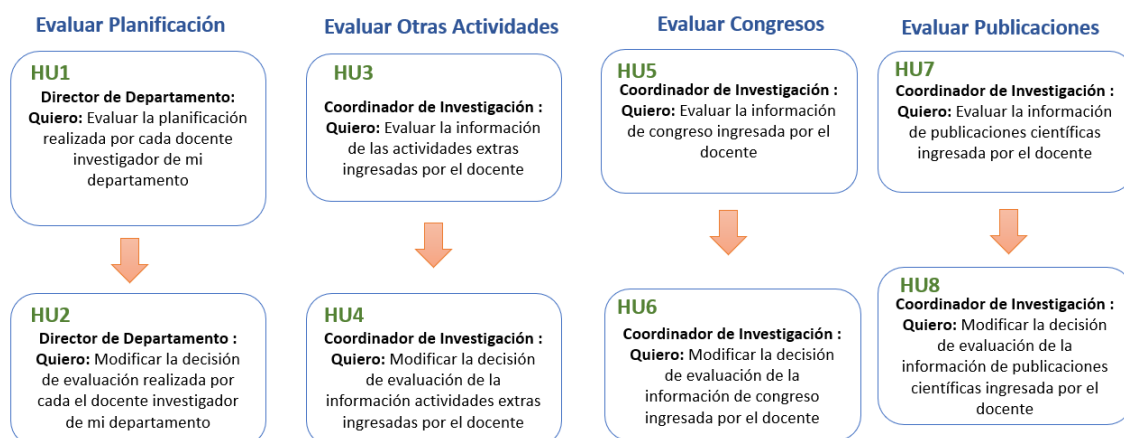 Evaluar Planificación
HU1
Director de Departamento:
Quiero: Evaluar la planificación
realizada por cada docente
investigador de mi
departamento
HU2
Director de Departamento :
Quiero: Modificar la decisión
de evaluación realizada por
cada el docente investigador
de mi departamento
Evaluar Otras Actividades
HU3
Coordinador de Investigación :
Quiero: Evaluar la información
de las actividades extras
ingresadas por el docente
HU4
Coordinador de Investigación :
Quiero: Modificar la decisión
de evaluación de la
información actividades extras
ingresadas por el docente
Evaluar Congresos
HU5
Coordinador de Investigación :
Quiero: Evaluar la información
de congreso ingresada por el
docente
HU6
Coordinador de Investigación :
Quiero: Modificar la decisión
de evaluación de la
información de congreso
ingresada por el docente
Evaluar Publicaciones
HU7
Coordinador de Investigación :
Quiero: Evaluar la información
de publicaciones científicas
ingresada por el docente
HU8
Coordinador de Investigación :
Quiero: Modificar la decisión
de evaluación de la
información de publicaciones
científicas ingresada por el
docente